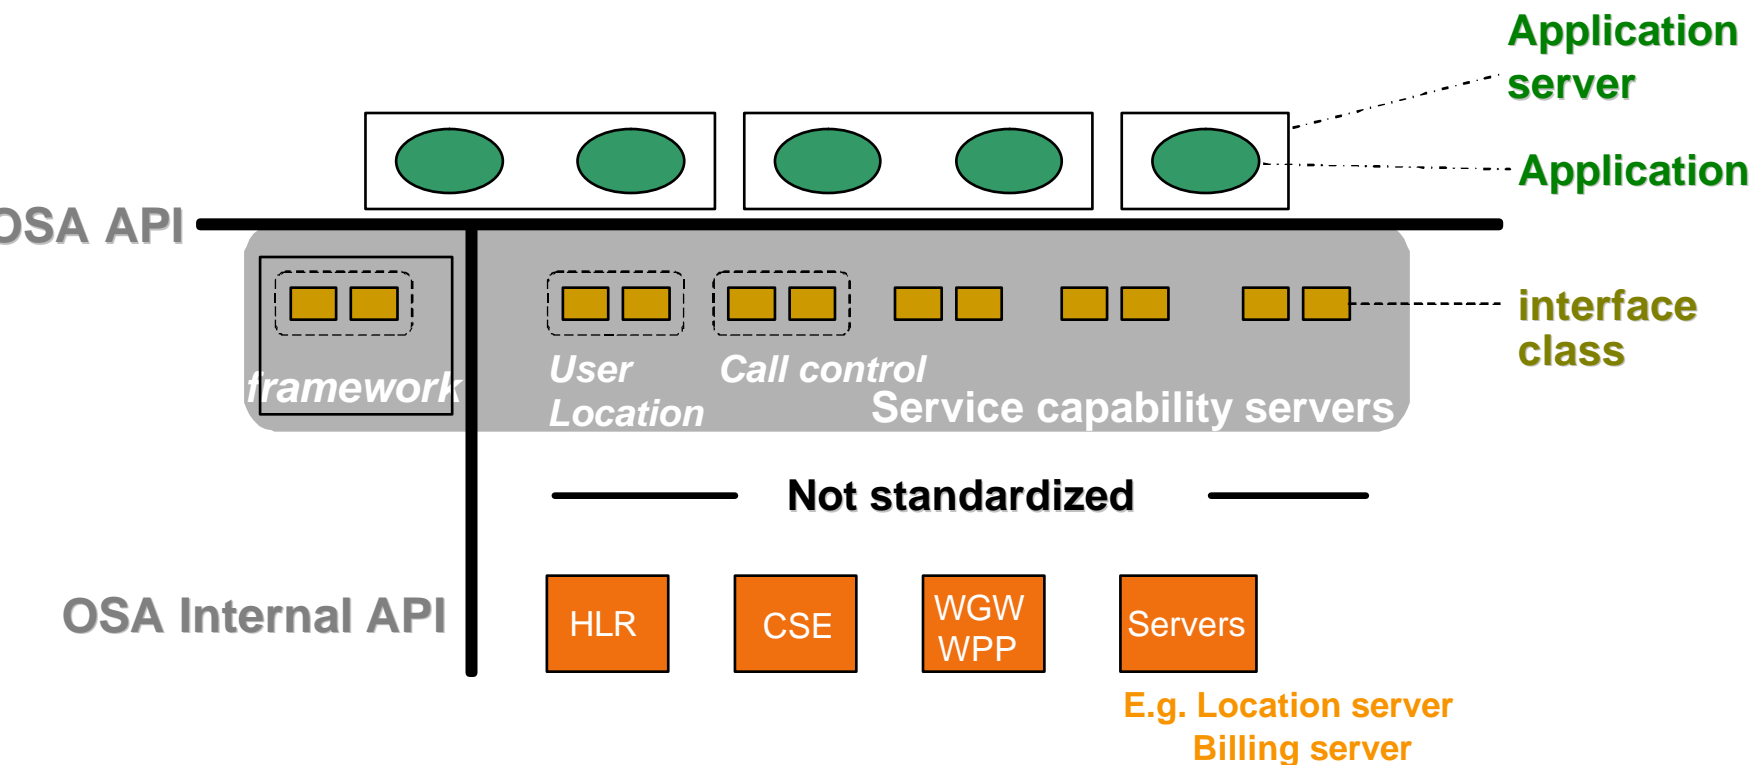 Application
server
Application
OSA API
interface
class
framework
User
Location
Call control
Service capability servers
Not standardized
OSA Internal API
HLR
CSE
WGW
WPP
Servers
E.g. Location server
Billing server